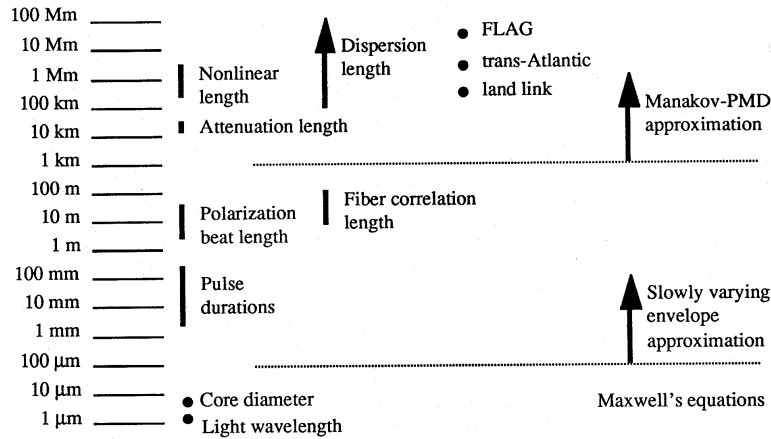 100 Mm
10 Mm
1 Mm
100 km
10 km
1 km
100 m
10 m
1 m
100 mm
10 mm
1 mm
100 μm
10 μm
1 μm
Nonlinear
length
Attenuation length
Polarization
beat length
Pulse
durations
Core diameter
Light wavelength
Dispersion
length
Fiber correlation
length
FLAG
trans-Atlantic
land link
Manakov-PMD
approximation
Slowly varying
envelope
approximation
Maxwell's equations